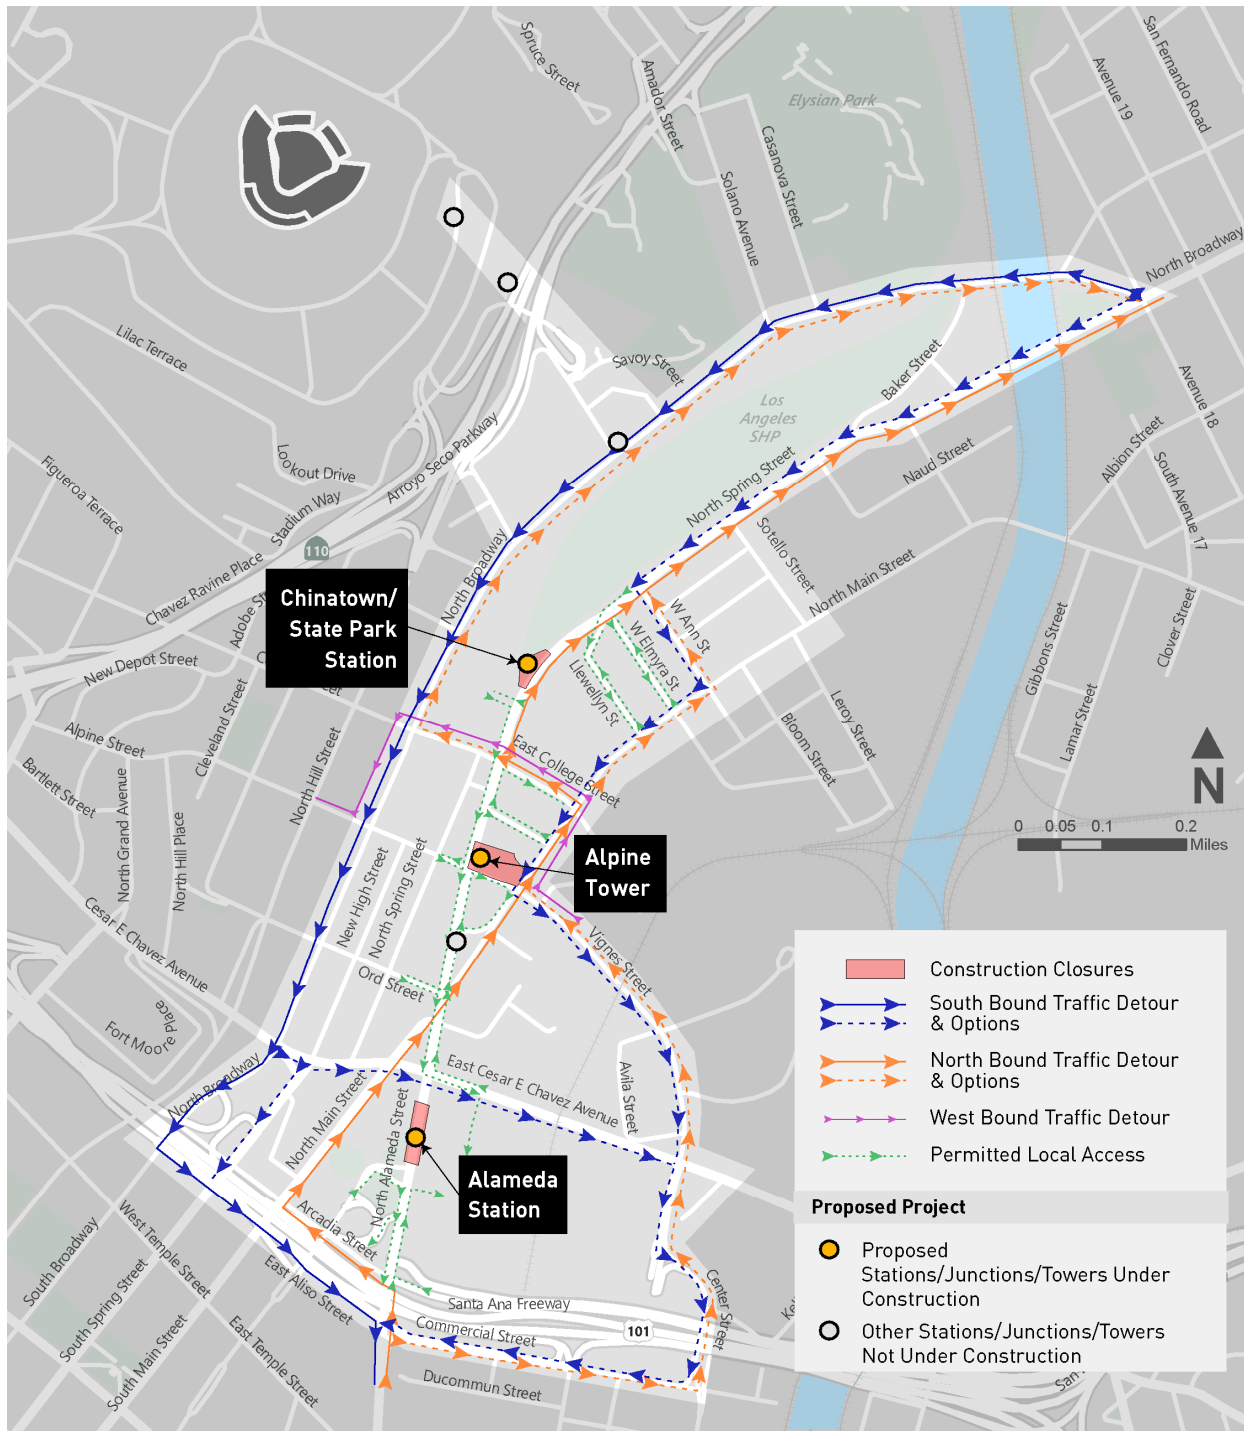 Spruce Street
Amador Street
Elysian Park
Casanova Street
Solano Avenue
Avenue 19
San Fernando Road
North Broadway
Lilac Terrace
Savoy Street
Baker Street
Los
Angeles
SHP
Avenue 18
Albion Street
South Avenue 17
Naud Street
Lookout Drive
Arroyo Seco Parkway
Stadium Way
Figueroa Terrace
North Spring Street
Sotello Street
North Main Street
110
Chavez Ravine Place
North Broadway
Chinatown/
State Park
Station
New Depot Street
W Ann St
W Elmyra St
Llewellyn St
Gibbons Street
Clover Street
Lamar Street
Leroy Street
Bloom Street
Alpine Street
Cleveland Street
North Hill Street
East College Street
Bartlett Street
North Grand Avenue
North Hill Place
N
0
0.05
0.1
0.2
Miles
New High Street
North Spring Street
Alpine
Tower
Cesar E Chavez Avenue
Ord Street
Vignes Street
Fort Moore Place
North Broadway
East Cesar E Chavez Avenue
Avila Street
North Main Street
North Alameda Street
Alameda
Station
Arcadia Street
West Temple Street
South Broadway
South Spring Street
East Aliso Street
South Main Street
East Temple Street
Santa Ana Freeway
Commercial Street
101
Center Street
Ducommun Street
Construction Closures
South Bound Traffic Detour
& Options
North Bound Traffic Detour
& Options
West Bound Traffic Detour
Permitted Local Access
Proposed Project
Proposed
Stations/Junctions/Towers Under
Construction
Other Stations/Junctions/Towers
Not Under Construction